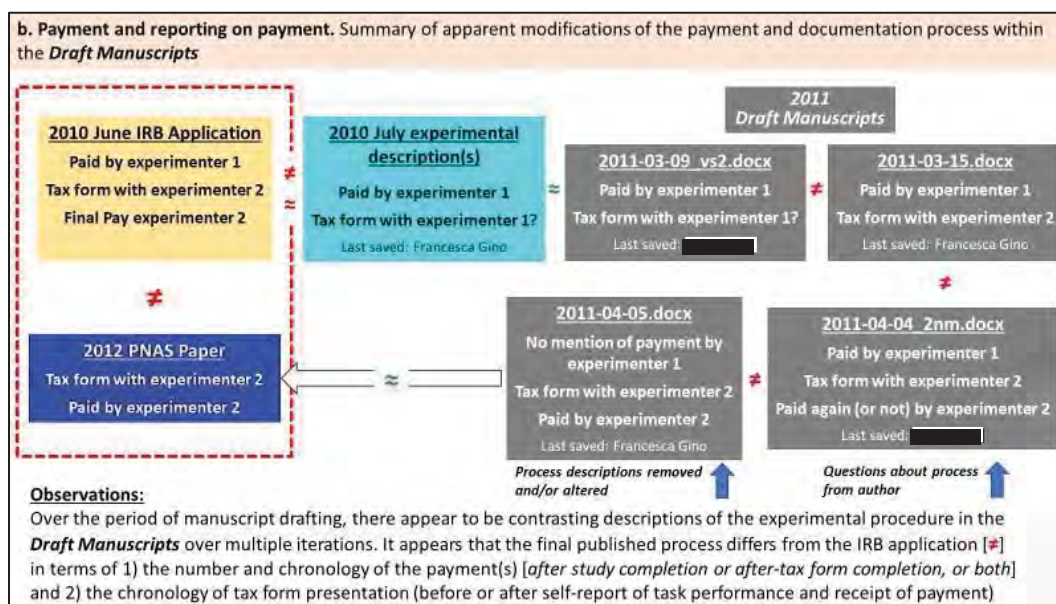 b. Payment and reporting on payment. Summary of apparent modifications of the payment and documentation process within
the Draft Manuscripts
2010 June IRB Application
Paid by experimenter 1
Tax form with experimenter 2
Final Pay experimenter 2
≠
≈
2010 July experimental
description(s)
Paid by experimenter 1
Tax form with experimenter 1?
Last saved: Francesca Gino
≈
2011
Draft Manuscripts
2011-03-09_vs2.docx
Paid by experimenter 1
Tax form with experimenter 1?
Last saved:
≠
2011-03-15.docx
Paid by experimenter 1
Tax form with experimenter 2
Last saved: Francesca Gino
≠
2011-04-04_2nm.docx
Paid by experimenter 1
Tax form with experimenter 2
Paid again (or not) by experimenter 2
Last saved:
≠
2011-04-05.docx
No mention of payment by
experimenter 1
Tax form with experimenter 2
Paid by experimenter 2
Last saved: Francesca Gino
≈
≠
2012 PNAS Paper
Tax form with experimenter 2
Paid by experimenter 2
Process descriptions removed
and/or altered
Questions about process
from author
Observations:
Over the period of manuscript drafting, there appear to be contrasting descriptions of the experimental procedure in the
Draft Manuscripts over multiple iterations. It appears that the final published process differs from the IRB application [≠]
in terms of 1) the number and chronology of the payment(s) [after study completion or after-tax form completion, or both]
and 2) the chronology of tax form presentation (before or after self-report of task performance and receipt of payment)